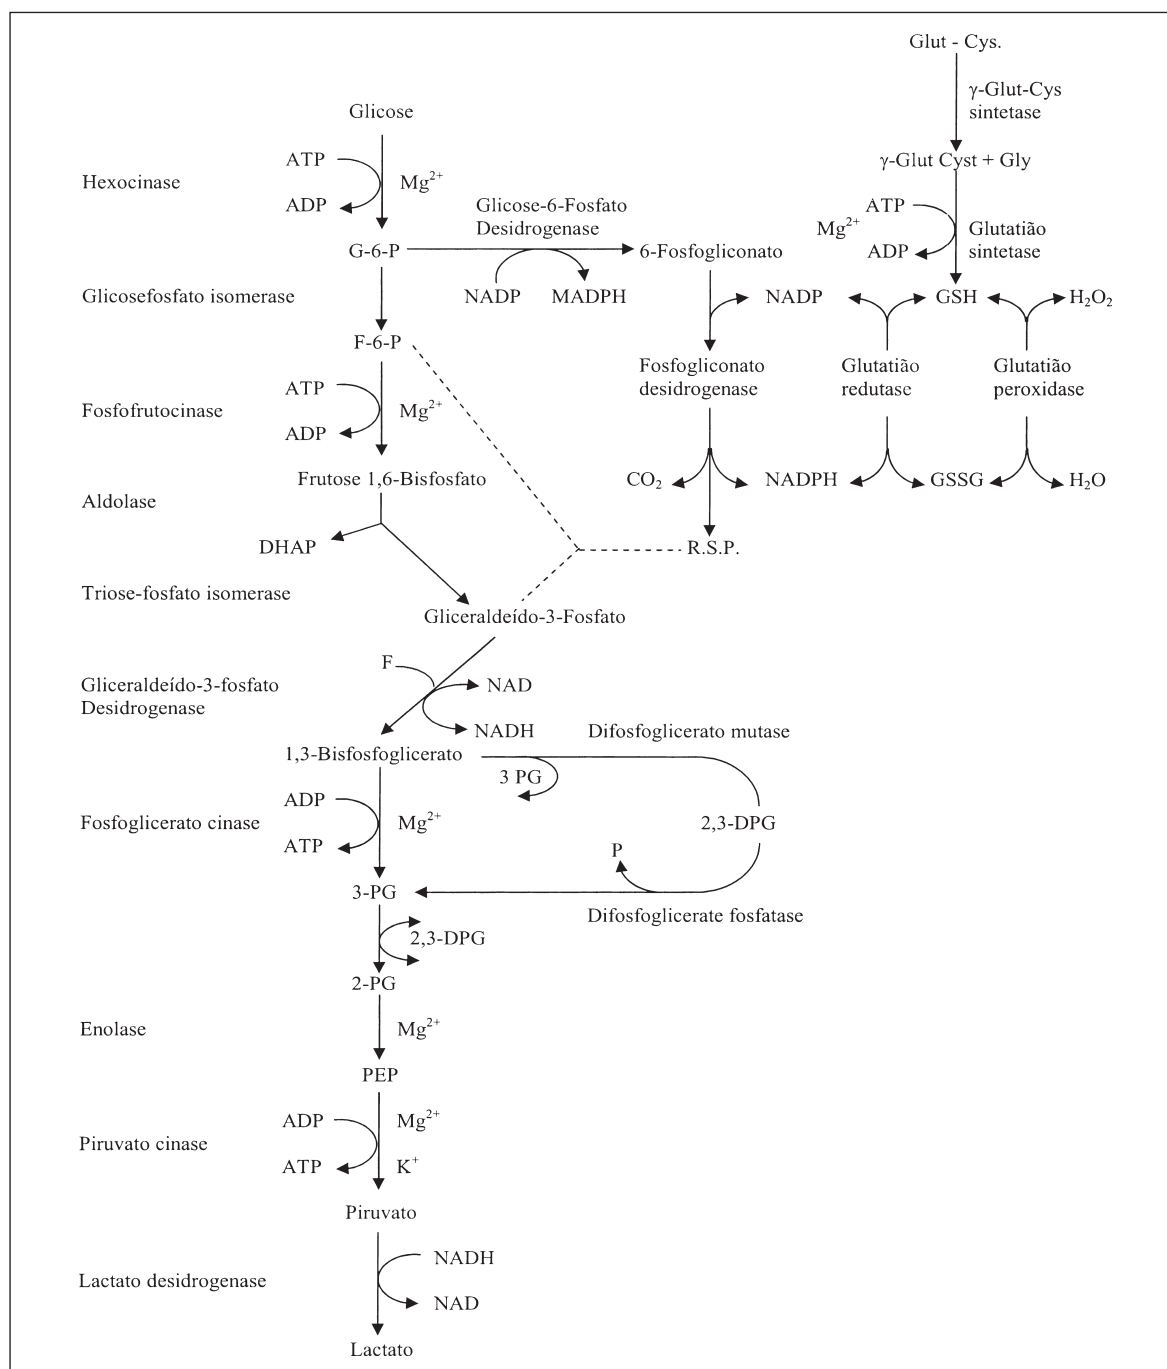 Glut - Cys.
γ-Glut-Cys
sintetase
Glicose
ATP
Hexocinase
Mg²⁺
ADP
γ-Glut Cyst + Gly
ATP
Mg²⁺
ADP
Glutatião
sintetase
Glicose-6-Fosfato
Desidrogenase
G-6-P
6-Fosfogliconato
NADP
MADPH
Glicosefosfato isomerase
NADP
GSH
H₂O₂
F-6-P
Fosfogliconato
desidrogenase
Glutatião
redutase
Glutatião
peroxidase
ATP
Fosfofrutocinase
Mg²⁺
ADP
Frutose 1,6-Bisfosfato
CO₂
NADPH
GSSG
H₂O
Aldolase
DHAP
R.S.P.
Triose-fosfato isomerase
Gliceraldeído-3-Fosfato
F
Gliceraldeído-3-fosfato
Desidrogenase
NAD
NADH
1,3-Bisfosfoglicerato
Difosfoglicerato mutase
3 PG
ADP
Fosfoglicerato cinase
Mg²⁺
ATP
2,3-DPG
P
3-PG
Difosfoglicerate fosfatase
2,3-DPG
2-PG
Enolase
Mg²⁺
PEP
ADP
Mg²⁺
Piruvato cinase
ATP
K⁺
Piruvato
NADH
Lactato desidrogenase
NAD
Lactato